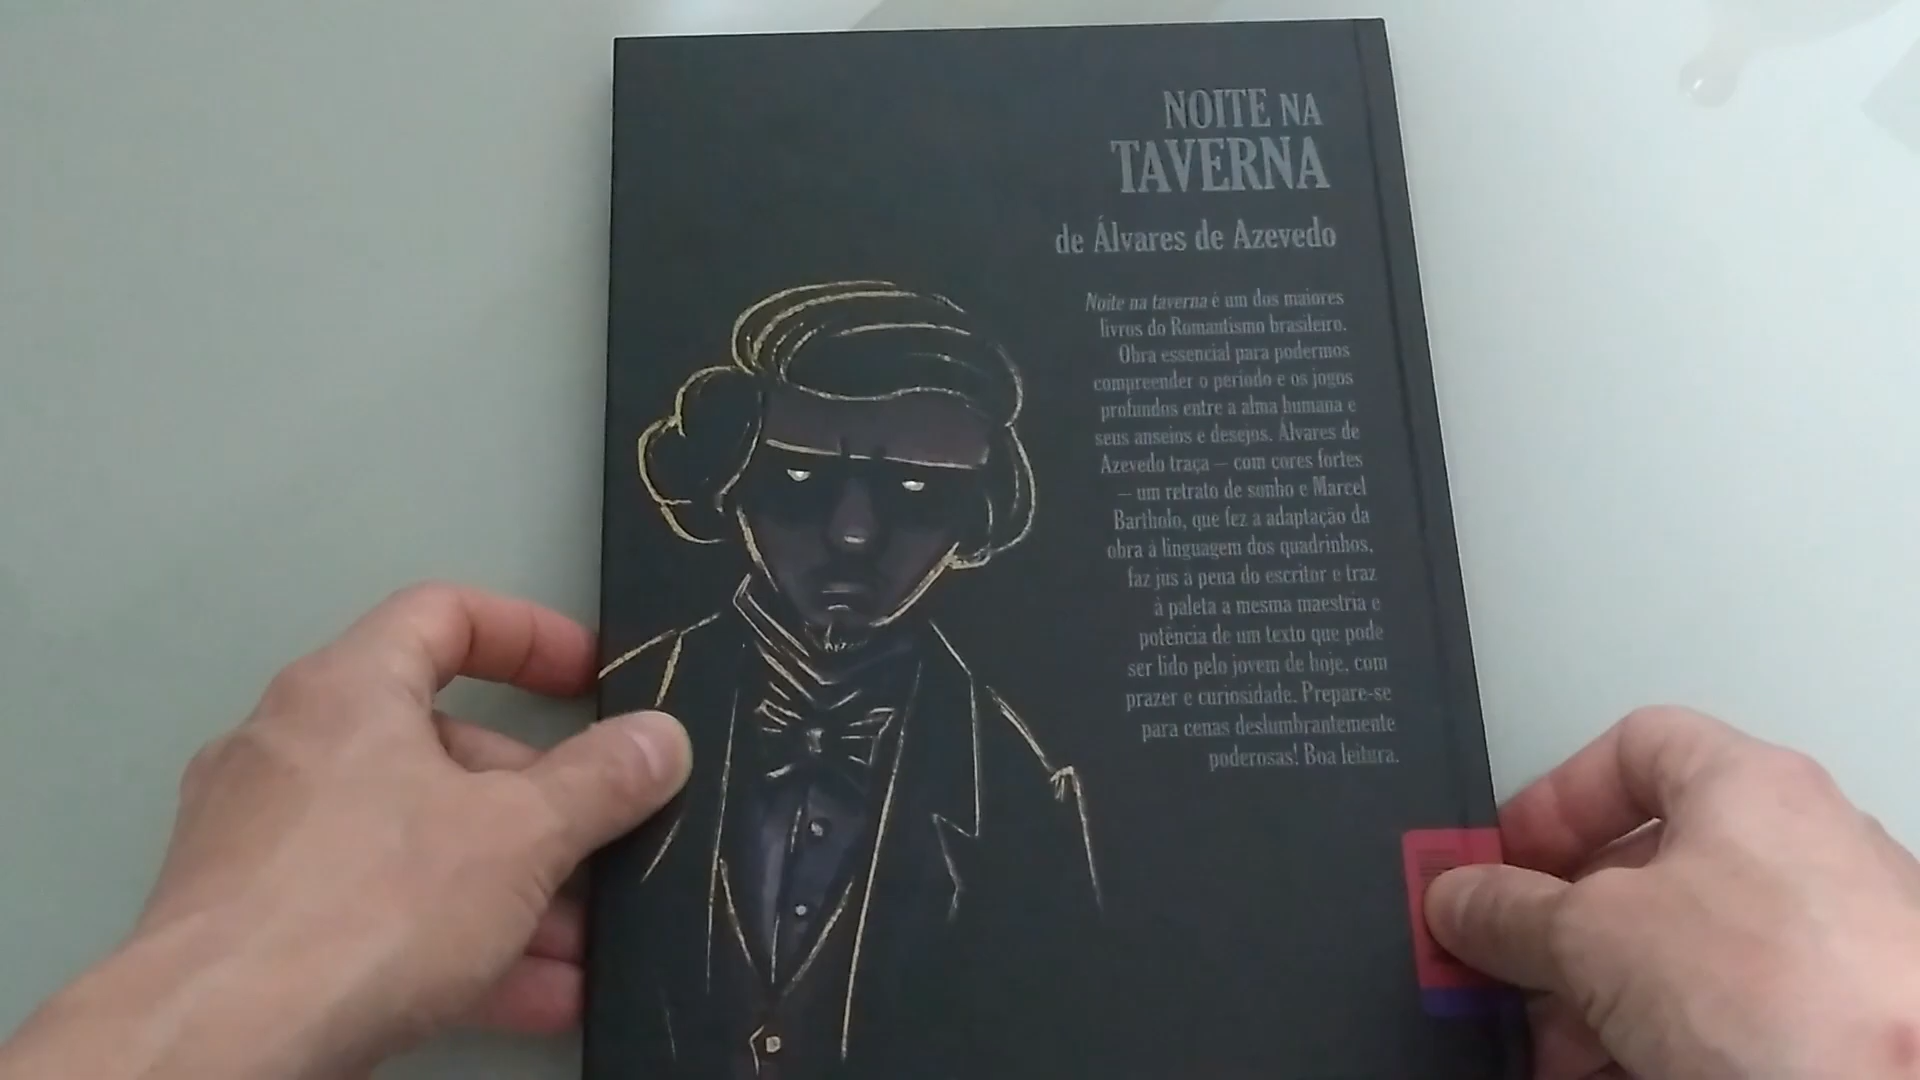 NOITE NA
TAVERNA
de Álvares de Azevedo
Noite na taverna é um dos maiores
livros do Romantismo brasileiro.
Obra essencial para podermos
compreender o período e os jogos
profundos entre a alma humana e
seus anseios e desejos. Álvares de
Azevedo traça – com cores fortes
– um retrato de sonho e Marcel
Bartholo, que fez a adaptação da
obra à linguagem dos quadrinhos,
faz jus à pena do escritor e traz
à paleta a mesma maestria e
potência de um texto que pode
ser lido pelo jovem de hoje, com
prazer e curiosidade. Prepare-se
para cenas deslumbrantemente
poderosas! Boa leitura.